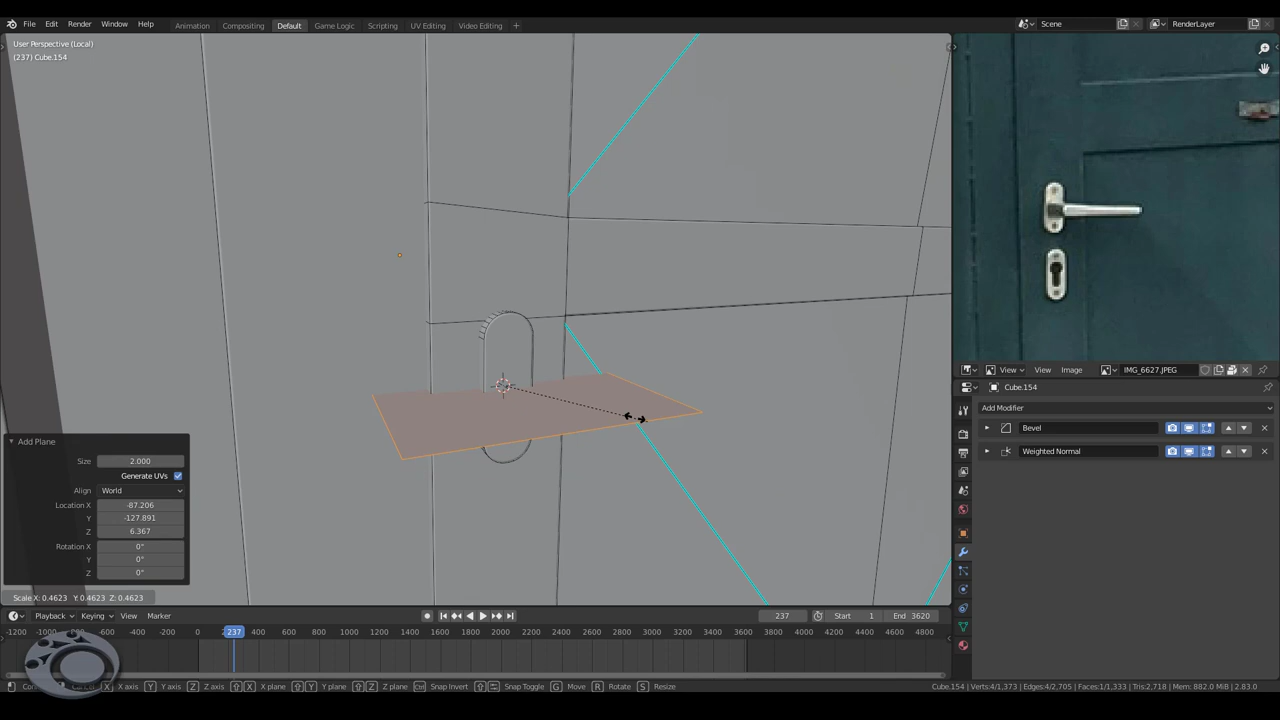 File Edit Render Window Help Animation Compositing Default Game Logic Scripting UV Editing Video Editing + Scene RenderLayer
User Perspective (Local)
(237) Cube.154
View View Image IMG_6627.JPEG
Cube.154
Add Modifier
Bevel
Weighted Normal
Add Plane
Size 2.000
Generate UVs
Align World
Location X -87.206
Y -127.891
Z 6.367
Rotation X 0°
Y 0°
Z 0°
Scale X: 0.4623 Y: 0.4623 Z: 0.4623
Playback Keying View Marker 237 Start 1 End 3620
-1200 -1000 0 237 400 600 800 1000 1200 1400 1600 1800 2000 2200 2400 2600 2800 3000 3200 3400 3600 3800 4000 4200 4400 4600 4800
X X axis Y Y axis Z Z axis X X plane Y Y plane Z Z plane Ctrl Snap Invert Snap Toggle G Move R Rotate S Resize Cube.154 | Verts:4/1,373 | Edges:4/2,705 | Faces:1/1,333 | Tris:2,718 | Mem: 882.0 MiB | 2.83.0